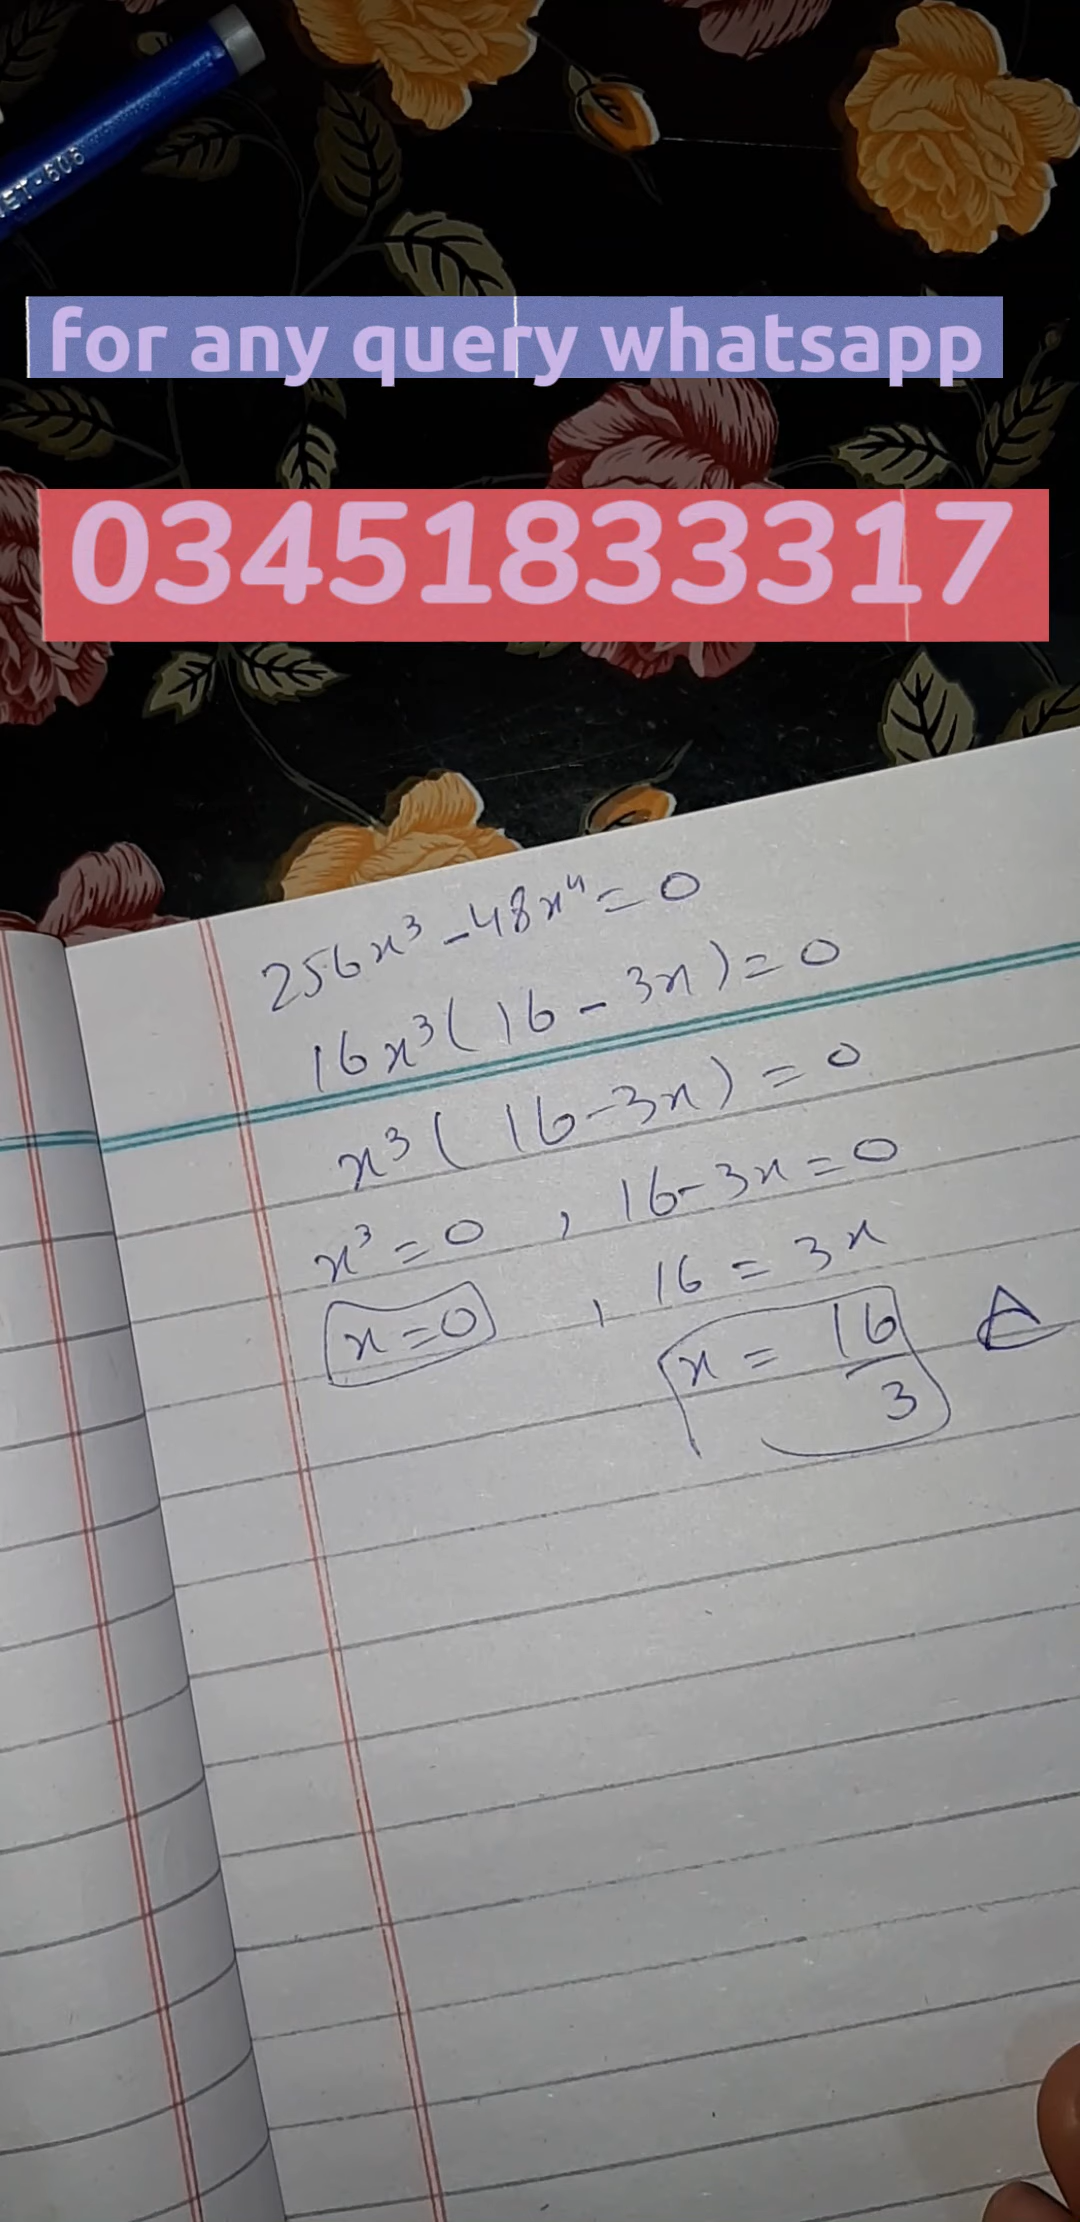 ET-606
for any query whatsapp
03451833317
256x³-48x⁴=0
16x³(16-3x)=0
x³(16-3x)=0
x³=0 , 16-3x=0
x=0 , 16=3x
x=16/3